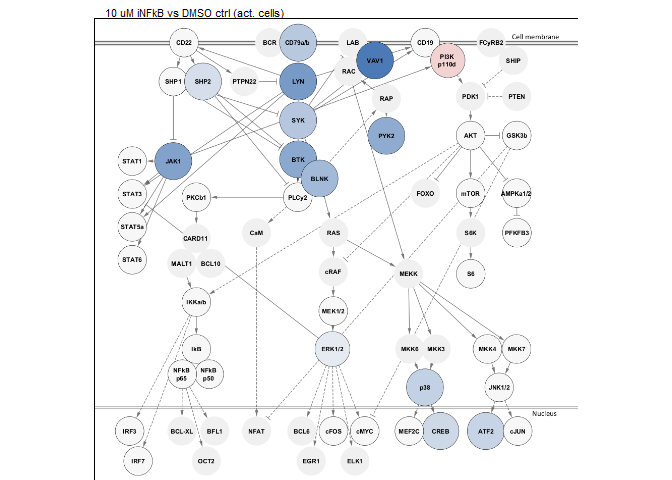 10 uM iNFkB vs DMSO ctrl (act. cells)
Cell membrane
CD22
BCR
CD79a/b
LAB
CD19
FCyRB2
VAV1
PI3K
p110d
SHIP
RAC
SHP1
SHP2
PTPN22
LYN
RAP
PDK1
PTEN
SYK
PYK2
AKT
GSK3b
STAT1
JAK1
BTK
BLNK
STAT3
PKCb1
PLCy2
FOXO
mTOR
AMPKa1/2
STAT5a
CARD11
CaM
RAS
S6K
PFKFB3
STAT6
MALT1
BCL10
cRAF
MEKK
S6
IKKa/b
MEK1/2
IkB
ERK1/2
MKK6
MKK3
MKK4
MKK7
NFkB
p65
NFkB
p50
p38
JNK1/2
Nucleus
IRF3
BCL-XL
BFL1
NFAT
BCL6
cFOS
cMYC
MEF2C
CREB
ATF2
cJUN
IRF7
OCT2
EGR1
ELK1